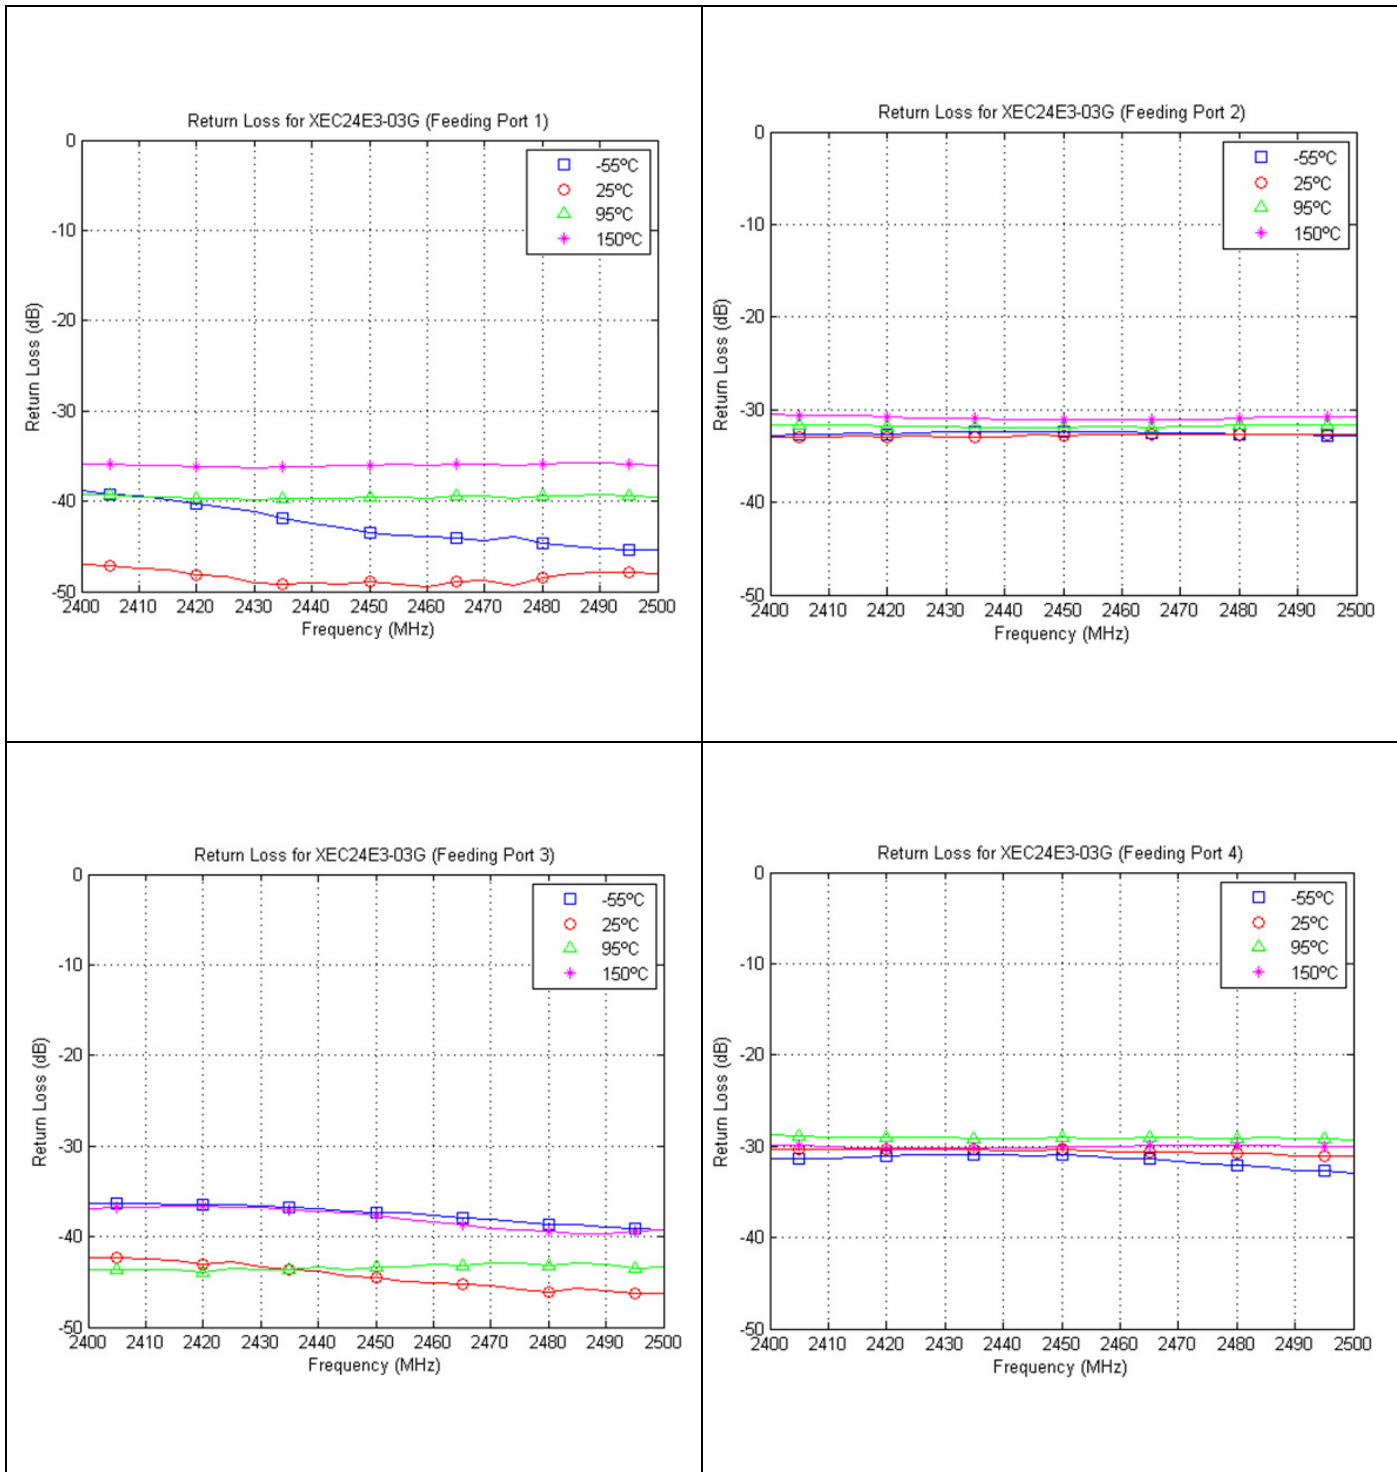 Return Loss for XEC24E3-03G (Feeding Port 1)
0
-10
-20
-30
-40
-50
Return Loss (dB)
-55ºC
25ºC
95ºC
150ºC
2400 2410 2420 2430 2440 2450 2460 2470 2480 2490 2500
Frequency (MHz)
Return Loss for XEC24E3-03G (Feeding Port 2)
0
-10
-20
-30
-40
-50
Return Loss (dB)
-55ºC
25ºC
95ºC
150ºC
2400 2410 2420 2430 2440 2450 2460 2470 2480 2490 2500
Frequency (MHz)
Return Loss for XEC24E3-03G (Feeding Port 3)
0
-10
-20
-30
-40
-50
Return Loss (dB)
-55ºC
25ºC
95ºC
150ºC
2400 2410 2420 2430 2440 2450 2460 2470 2480 2490 2500
Frequency (MHz)
Return Loss for XEC24E3-03G (Feeding Port 4)
0
-10
-20
-30
-40
-50
Return Loss (dB)
-55ºC
25ºC
95ºC
150ºC
2400 2410 2420 2430 2440 2450 2460 2470 2480 2490 2500
Frequency (MHz)